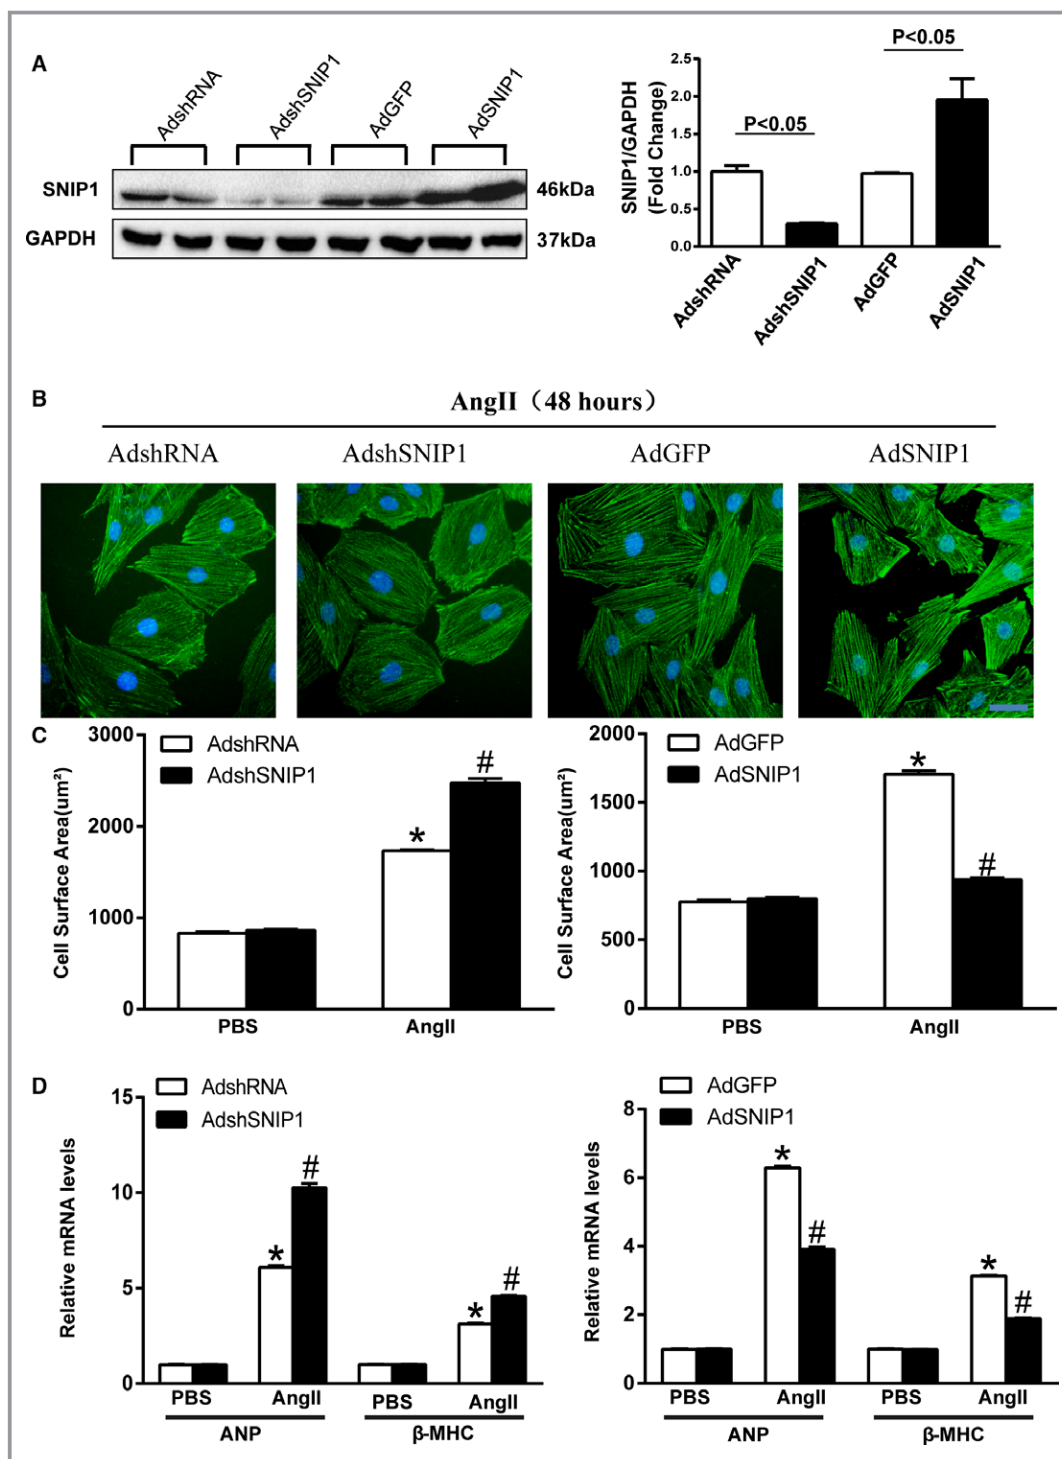 A
AdshRNA
AdshSNIP1
AdGFP
AdSNIP1
SNIP1
46kDa
GAPDH
37kDa
P<0.05
P<0.05
SNIP1/GAPDH
(Fold Change)
2.5
2.0
1.5
1.0
0.5
0.0
AdshRNA
AdshSNIP1
AdGFP
AdSNIP1
B
AngII（48 hours）
AdshRNA
AdshSNIP1
AdGFP
AdSNIP1
C
Cell Surface Area(um²)
3000
2000
1000
0
AdshRNA
AdshSNIP1
*
#
PBS
AngII
Cell Surface Area(um²)
2000
1500
1000
500
0
AdGFP
AdSNIP1
*
#
PBS
AngII
D
Relative mRNA levels
15
10
5
0
AdshRNA
AdshSNIP1
*
#
*
#
PBS
AngII
PBS
AngII
ANP
β-MHC
Relative mRNA levels
8
6
4
2
0
AdGFP
AdSNIP1
*
#
*
#
PBS
AngII
PBS
AngII
ANP
β-MHC